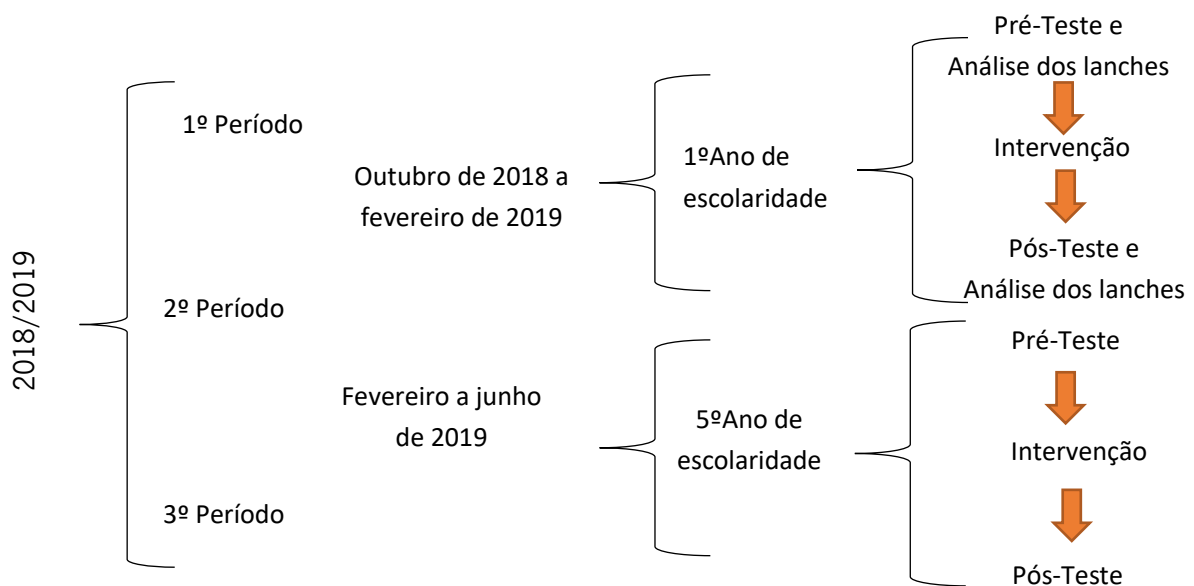 2018/2019
1º Período
2º Período
3º Período
Outubro de 2018 a
fevereiro de 2019
Fevereiro a junho
de 2019
1ºAno de
escolaridade
5ºAno de
escolaridade
Pré-Teste e
Análise dos lanches
Intervenção
Pós-Teste e
Análise dos lanches
Pré-Teste
Intervenção
Pós-Teste